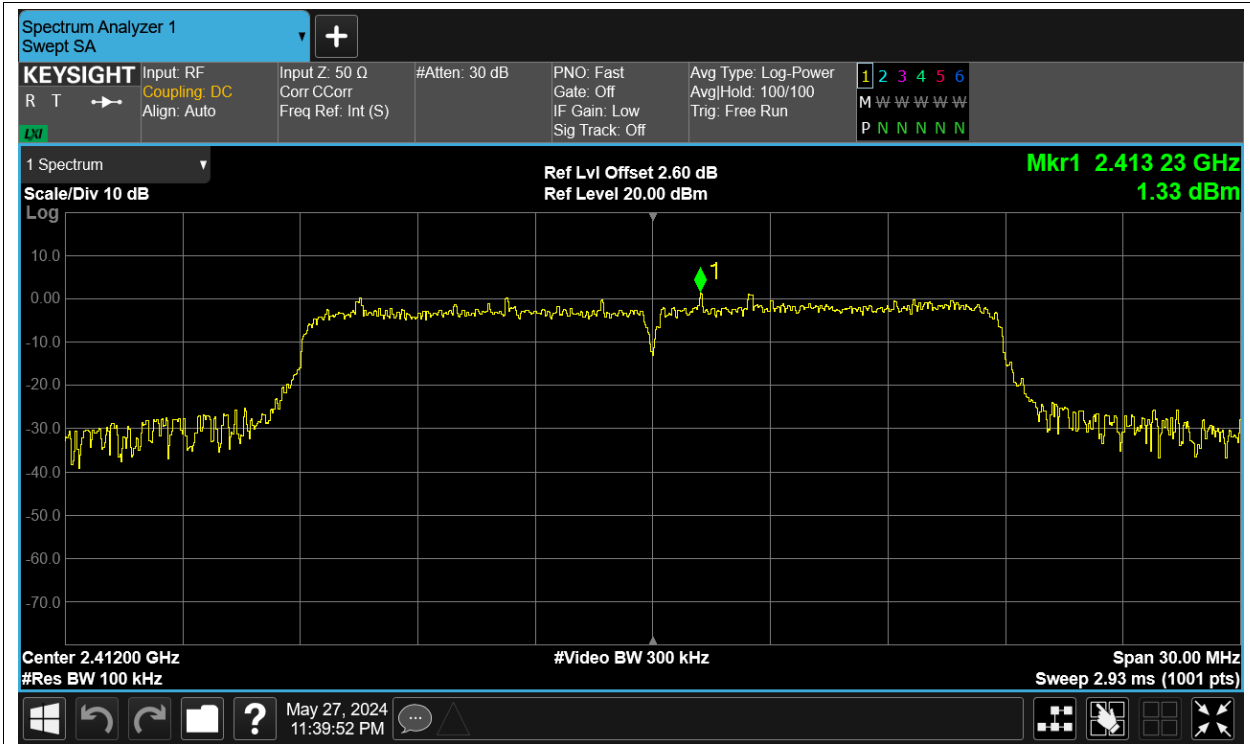 Spectrum Analyzer 1
Swept SA
KEYSIGHT
R T
LXI
Input: RF
Coupling: DC
Align: Auto
Input Z: 50 Ω
Corr CCorr
Freq Ref: Int (S)
#Atten: 30 dB
PNO: Fast
Gate: Off
IF Gain: Low
Sig Track: Off
Avg Type: Log-Power
Avg|Hold: 100/100
Trig: Free Run
1 2 3 4 5 6
M W W W W W
P N N N N N
1 Spectrum
Scale/Div 10 dB
Log
Ref Lvl Offset 2.60 dB
Ref Level 20.00 dBm
Mkr1 2.413 23 GHz
1.33 dBm
1
10.0
0.00
-10.0
-20.0
-30.0
-40.0
-50.0
-60.0
-70.0
Center 2.41200 GHz
#Res BW 100 kHz
#Video BW 300 kHz
Span 30.00 MHz
Sweep 2.93 ms (1001 pts)
?
May 27, 2024
11:39:52 PM